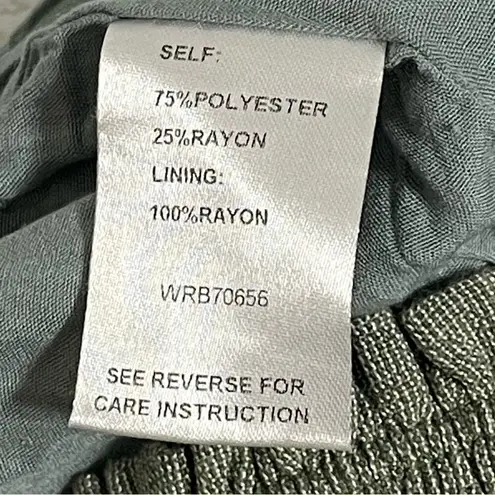 SELF:
75%POLYESTER
25%RAYON
LINING:
100%RAYON
WRB70656
SEE REVERSE FOR
CARE INSTRUCTION